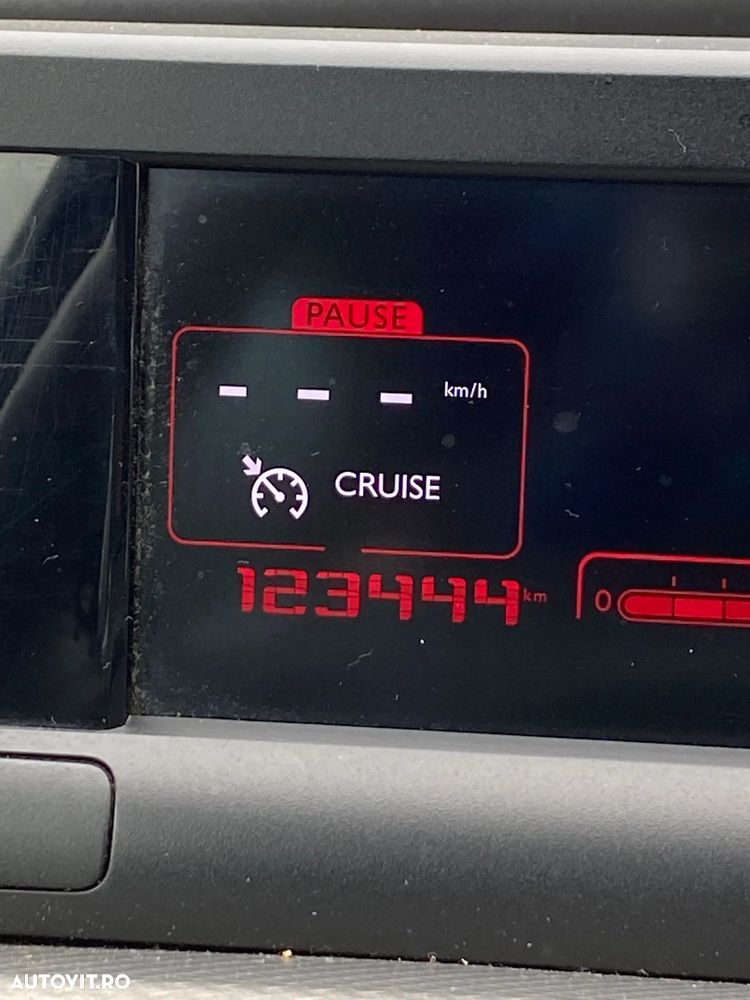 PAUSE
- - - km/h
CRUISE
123444 km
0
AUTOVIT.RO